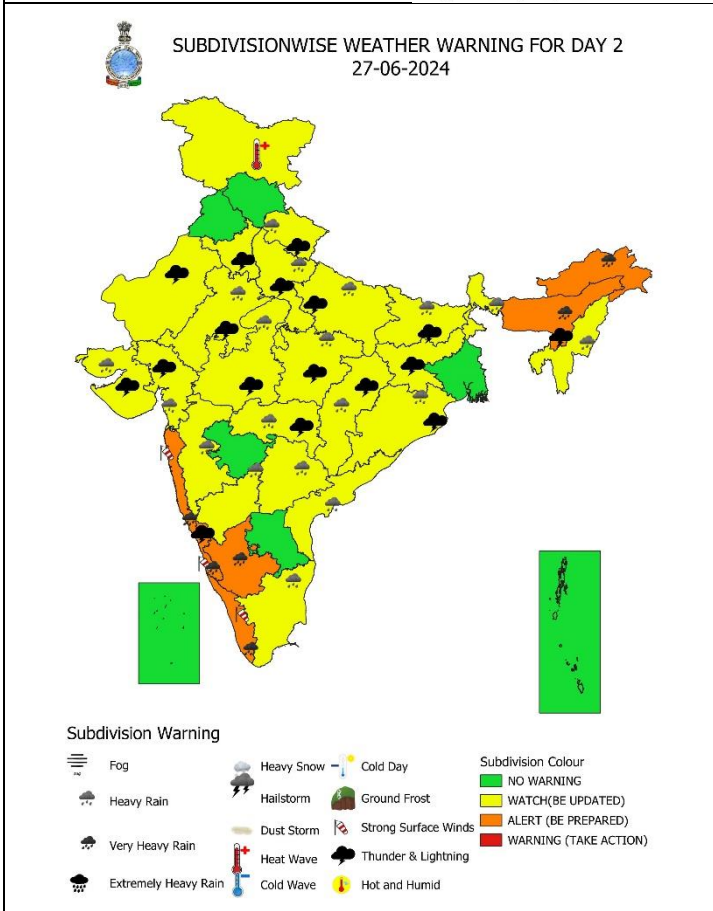 SUBDIVISIONWISE WEATHER WARNING FOR DAY 2
27-06-2024
Subdivision Warning
Fog
Heavy Rain
Very Heavy Rain
Extremely Heavy Rain
Heavy Snow
Hailstorm
Dust Storm
Heat Wave
Cold Wave
Cold Day
Ground Frost
Strong Surface Winds
Thunder & Lightning
Hot and Humid
Subdivision Colour
NO WARNING
WATCH(BE UPDATED)
ALERT (BE PREPARED)
WARNING (TAKE ACTION)